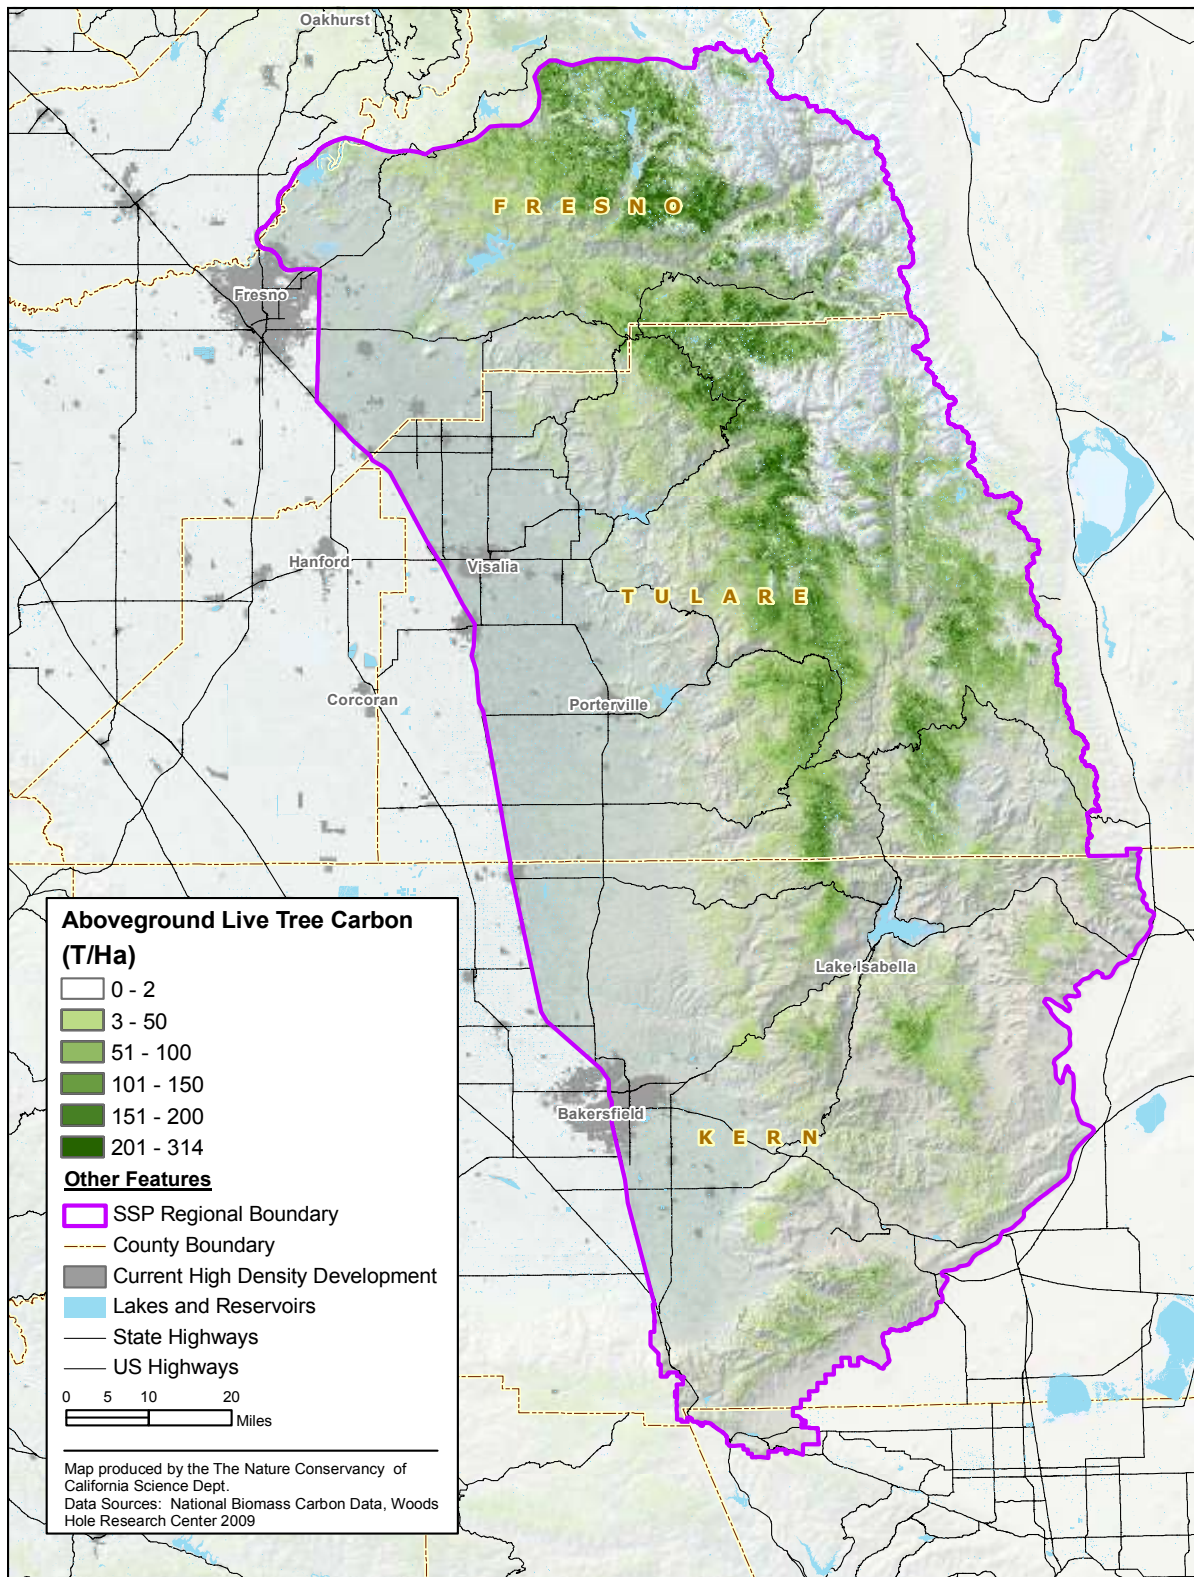 Oakhurst
F R E S N O
Fresno
Hanford
Visalia
T U L A R E
Corcoran
Porterville
Lake Isabella
Bakersfield
K E R N
Aboveground Live Tree Carbon
(T/Ha)
0 - 2
3 - 50
51 - 100
101 - 150
151 - 200
201 - 314
Other Features
SSP Regional Boundary
County Boundary
Current High Density Development
Lakes and Reservoirs
State Highways
US Highways
0 5 10 20
Miles
Map produced by the The Nature Conservancy of
California Science Dept.
Data Sources: National Biomass Carbon Data, Woods
Hole Research Center 2009